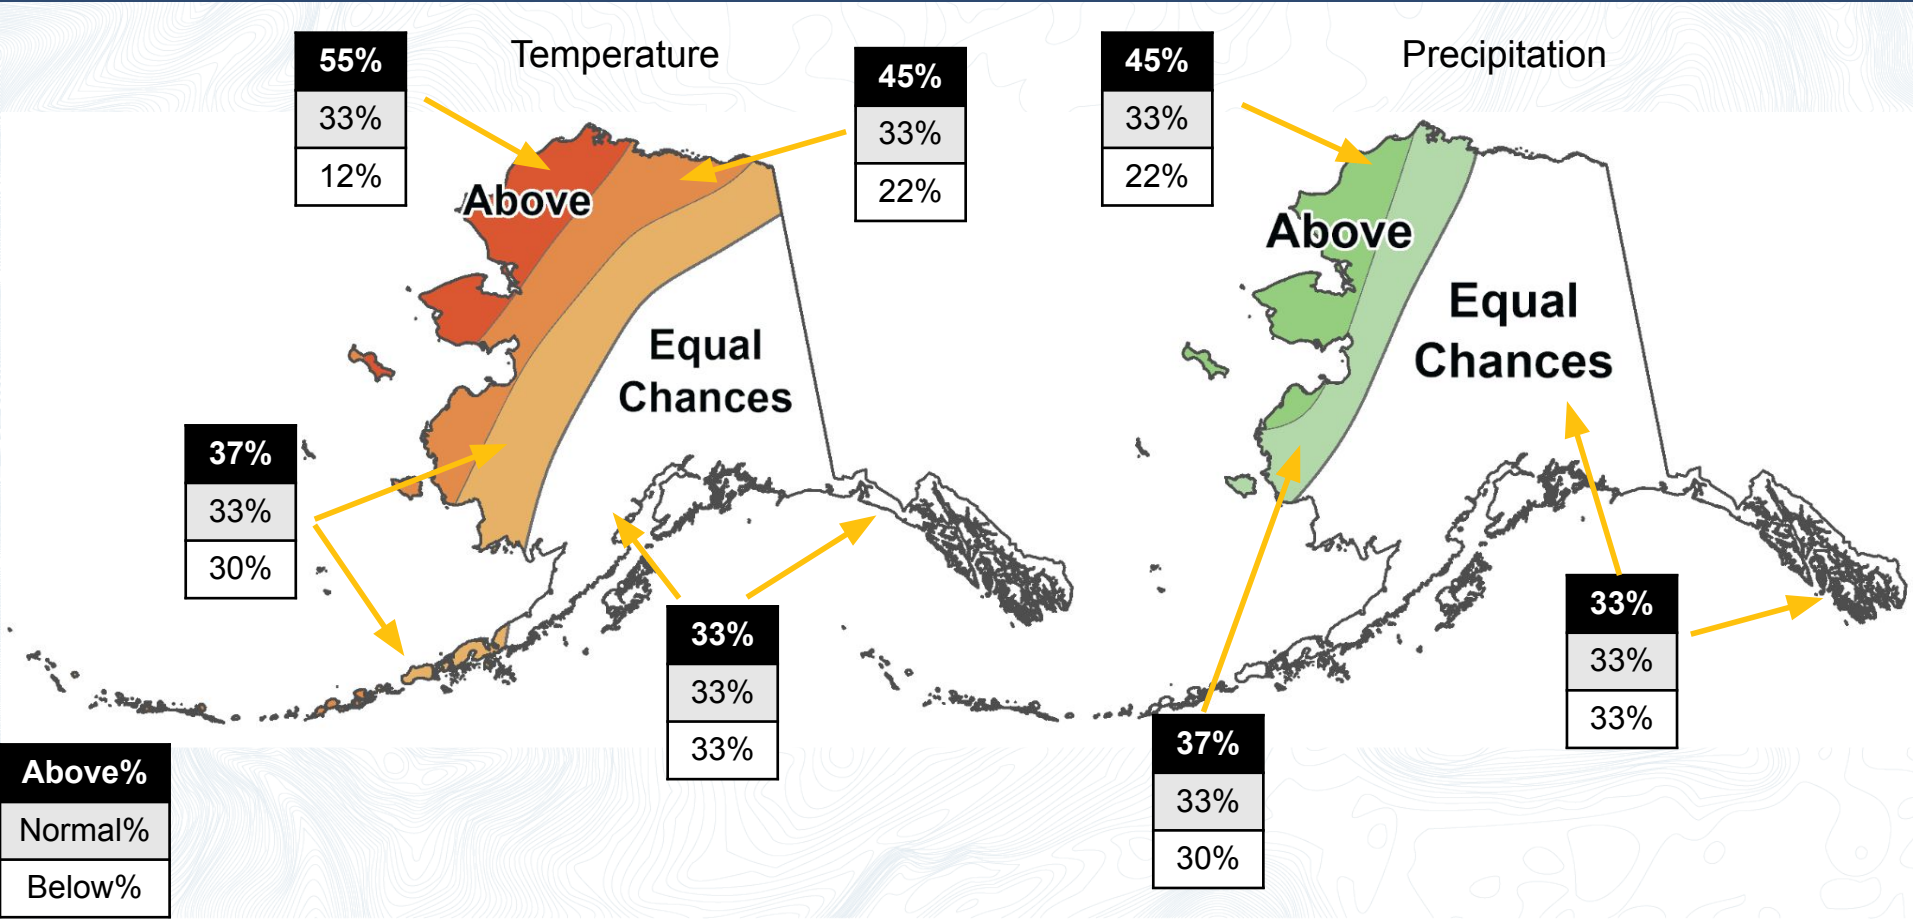 Temperature
55%
33%
12%
45%
33%
22%
Above
Equal
Chances
37%
33%
30%
33%
33%
33%
Above%
Normal%
Below%
Precipitation
45%
33%
22%
Above
Equal
Chances
37%
33%
30%
33%
33%
33%